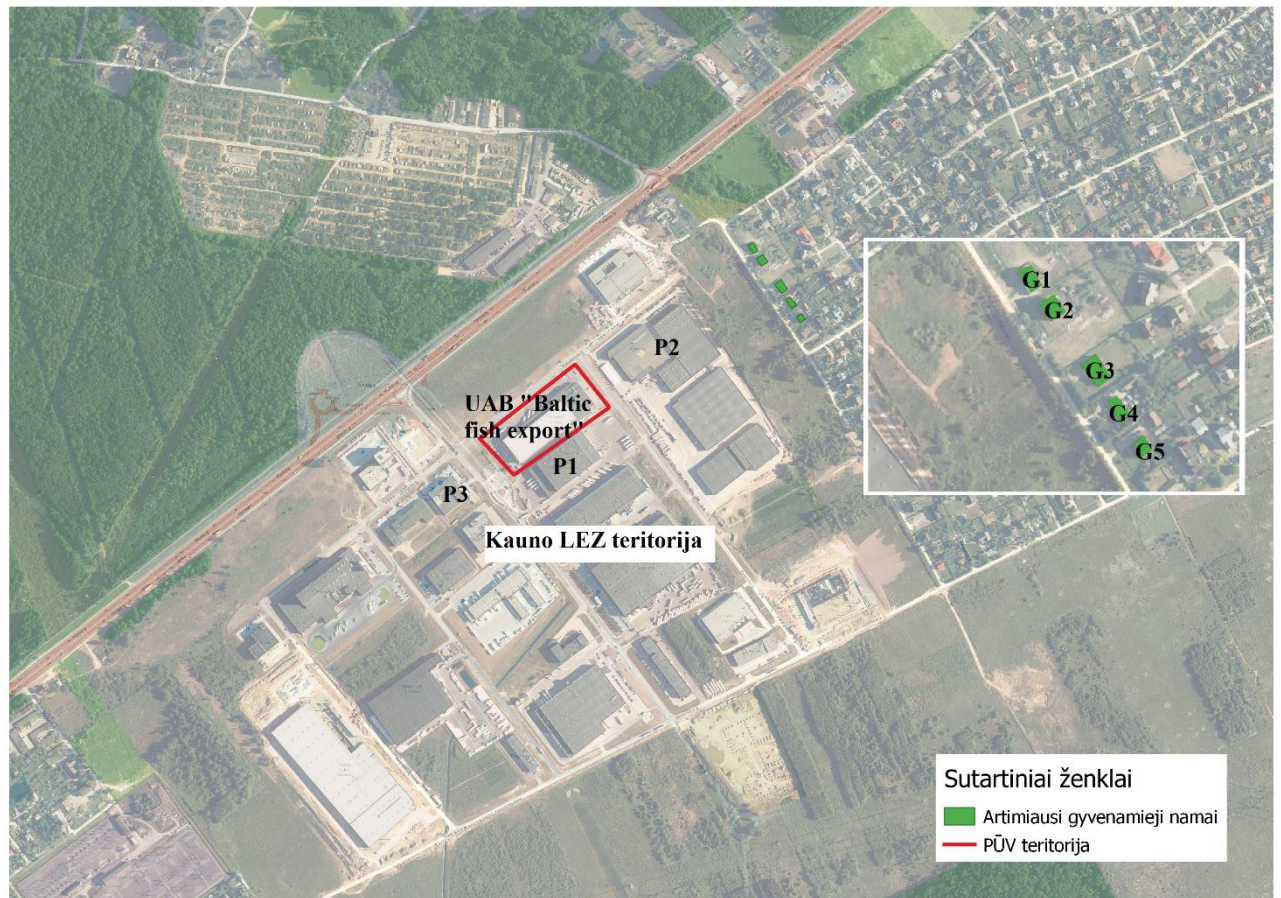 P2
UAB "Baltic
fish export"
P1
P3
Kauno LEZ teritorija
G1
G2
G3
G4
G5
Sutartiniai ženklai
Artimiausi gyvenamieji namai
PŪV teritorija